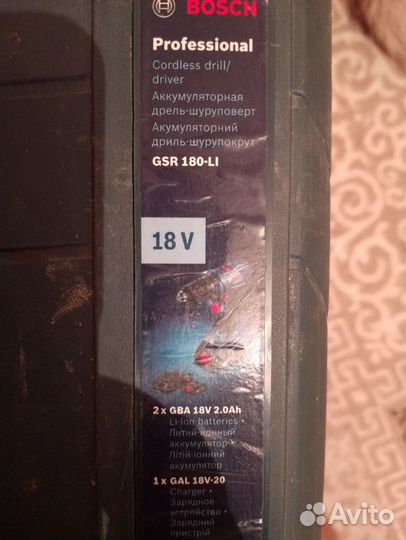 BOSCH
Professional
Cordless drill/
driver
Аккумуляторная
дрель-шуруповерт
Акумуляторний
дриль-шурупокрут
GSR 180-LI
18 V
2 x GBA 18V 2.0Ah
Li-Ion batteries •
Литий-ионный
аккумулятор •
Літій-іонний
акумулятор
1 x GAL 18V-20
Charger •
Зарядное
устройство •
Зарядний
пристрій
Avito